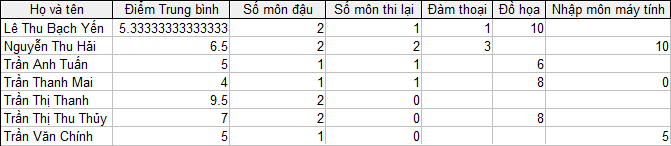 Họ và tên Điểm Trung bình Số môn đậu Số môn thi lại Đàm thoại Đồ họa Nhập môn máy tính
Lê Thu Bạch Yến 5.33333333333333 2 1 1 10
Nguyễn Thu Hải 6.5 2 2 3 10
Trần Anh Tuấn 5 1 1 6
Trần Thanh Mai 4 1 1 8 0
Trần Thị Thanh 9.5 2 0
Trần Thị Thu Thủy 7 2 0 8
Trần Văn Chính 5 1 0 5